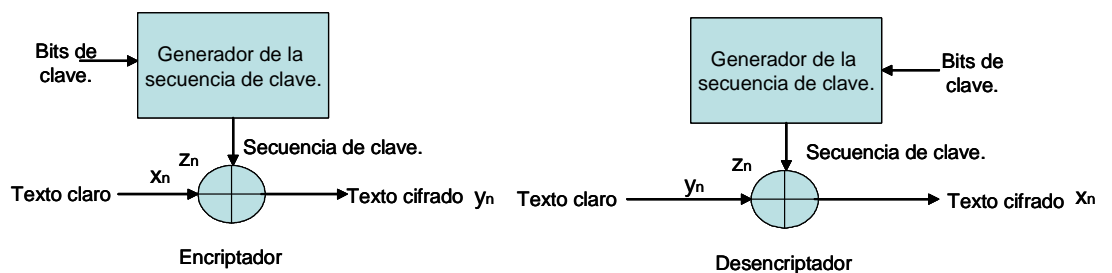 Bits de
clave.
Generador de la
secuencia de clave.
Secuencia de clave.
zn
xn
Texto claro
Texto cifrado yn
Encriptador
Generador de la
secuencia de clave.
Bits de
clave.
Secuencia de clave.
zn
yn
Texto claro
Texto cifrado xn
Desencriptador